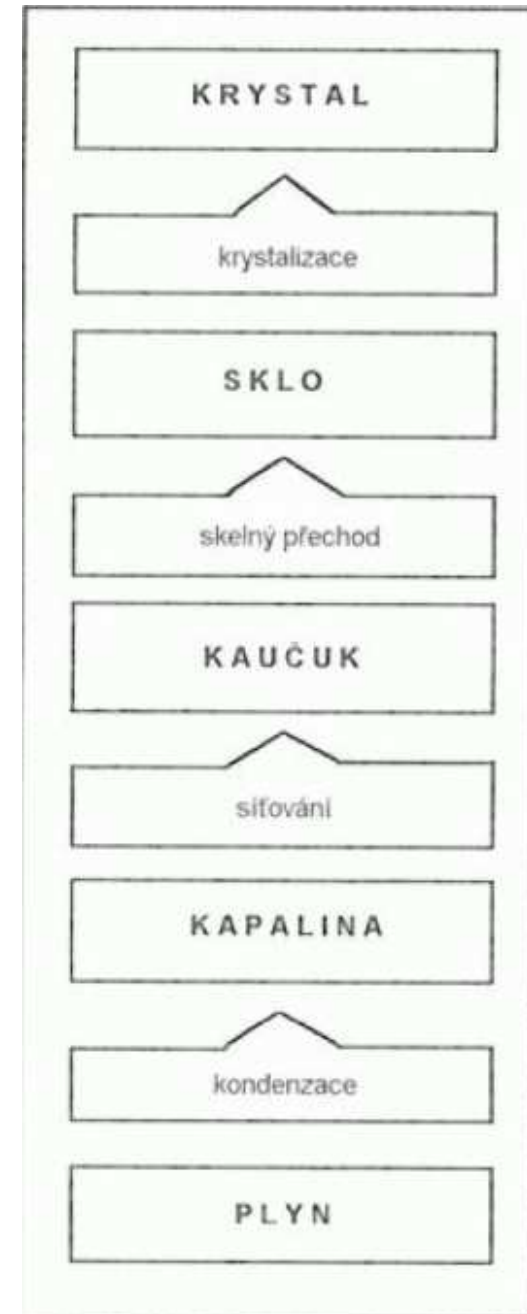 KRYSTAL
krystalizace
SKLO
skelný přechod
KAUČUK
síťování
KAPALINA
kondenzace
PLYN